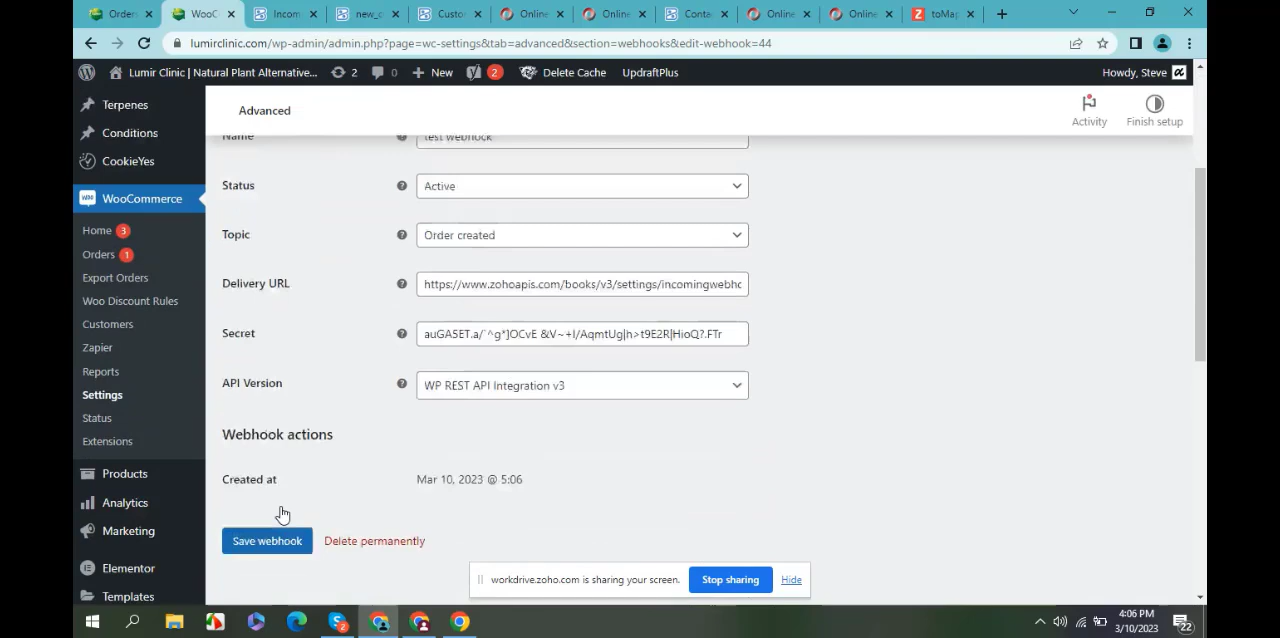 Orders
WooC
Incom
new_o
Custo
Online
Online
Conta
Online
Online
toMap
lumirclinic.com/wp-admin/admin.php?page=wc-settings&tab=advanced&section=webhooks&edit-webhook=44
Lumir Clinic | Natural Plant Alternative...
2
0
New
2
Delete Cache
UpdraftPlus
Howdy, Steve
Terpenes
Conditions
CookieYes
WooCommerce
Home 3
Orders 1
Export Orders
Woo Discount Rules
Customers
Zapier
Reports
Settings
Status
Extensions
Products
Analytics
Marketing
Elementor
Templates
Advanced
Activity
Finish setup
Name
test webhook
Status
Active
Topic
Order created
Delivery URL
https://www.zohoapis.com/books/v3/settings/incomingwebho
Secret
auGASET.a/`^g*]OCvE &V~+I/AqmtUg|h>t9E2R|HioQ?.FTr
API Version
WP REST API Integration v3
Webhook actions
Created at
Mar 10, 2023 @ 5:06
Save webhook
Delete permanently
workdrive.zoho.com is sharing your screen.
Stop sharing
Hide
4:06 PM
3/10/2023
22